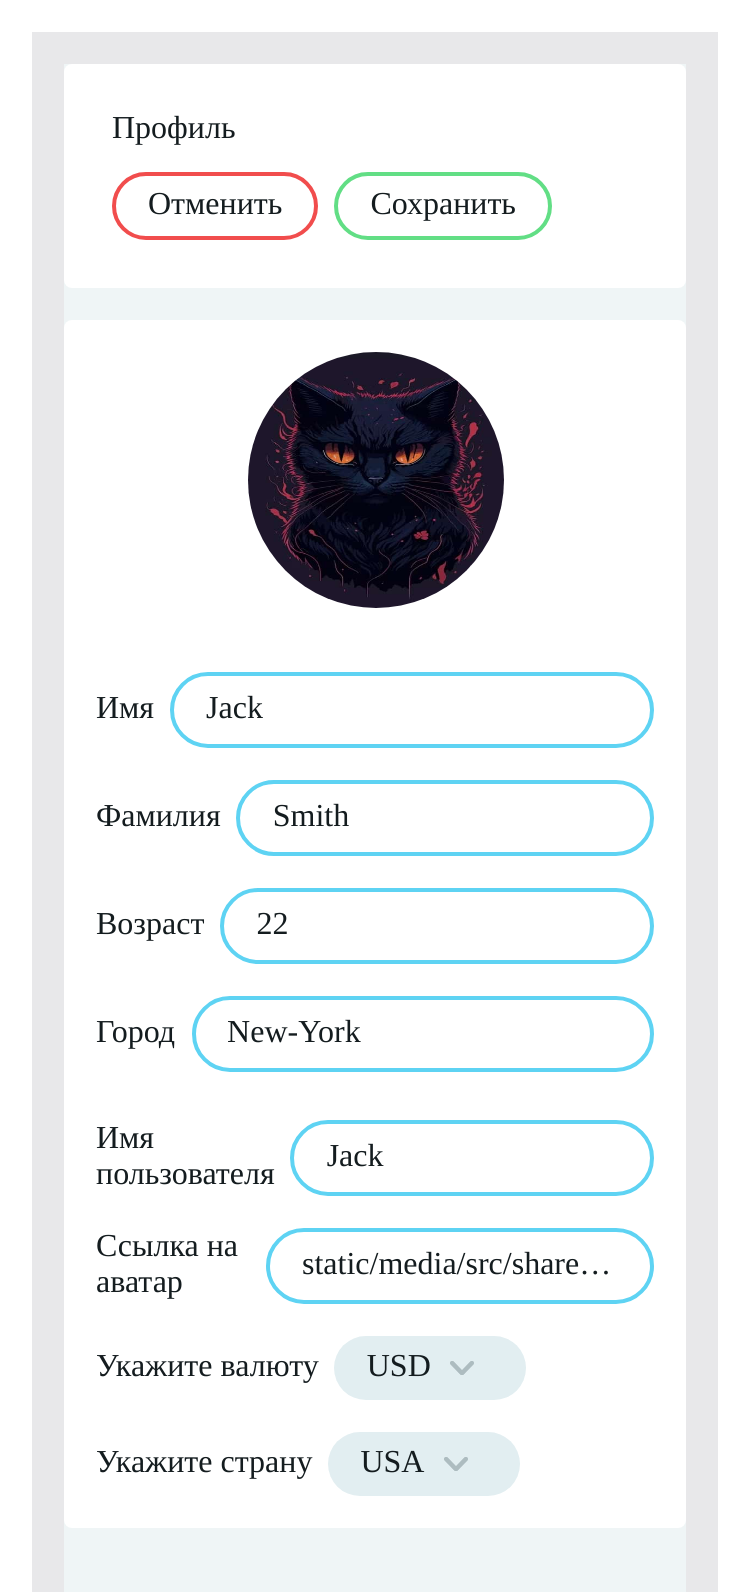 Профиль
Отменить Сохранить
Имя Jack
Фамилия Smith
Возраст 22
Город New-York
Имя
пользователя Jack
Ссылка на
аватар static/media/src/share…
Укажите валюту USD
Укажите страну USA